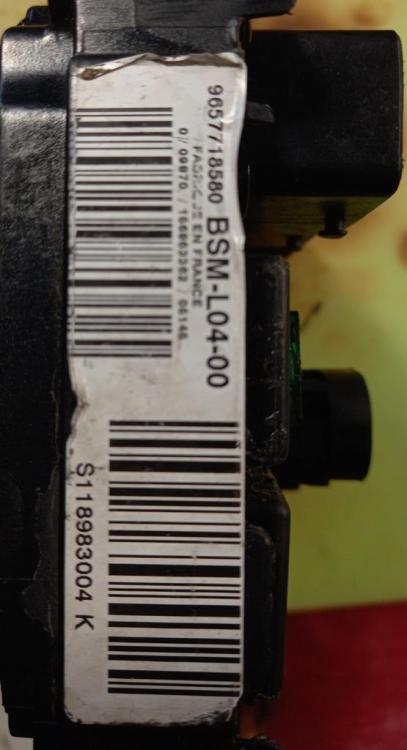 9657718580 BSM-L04-00
FABRIQUE EN FRANCE
S118983004 K